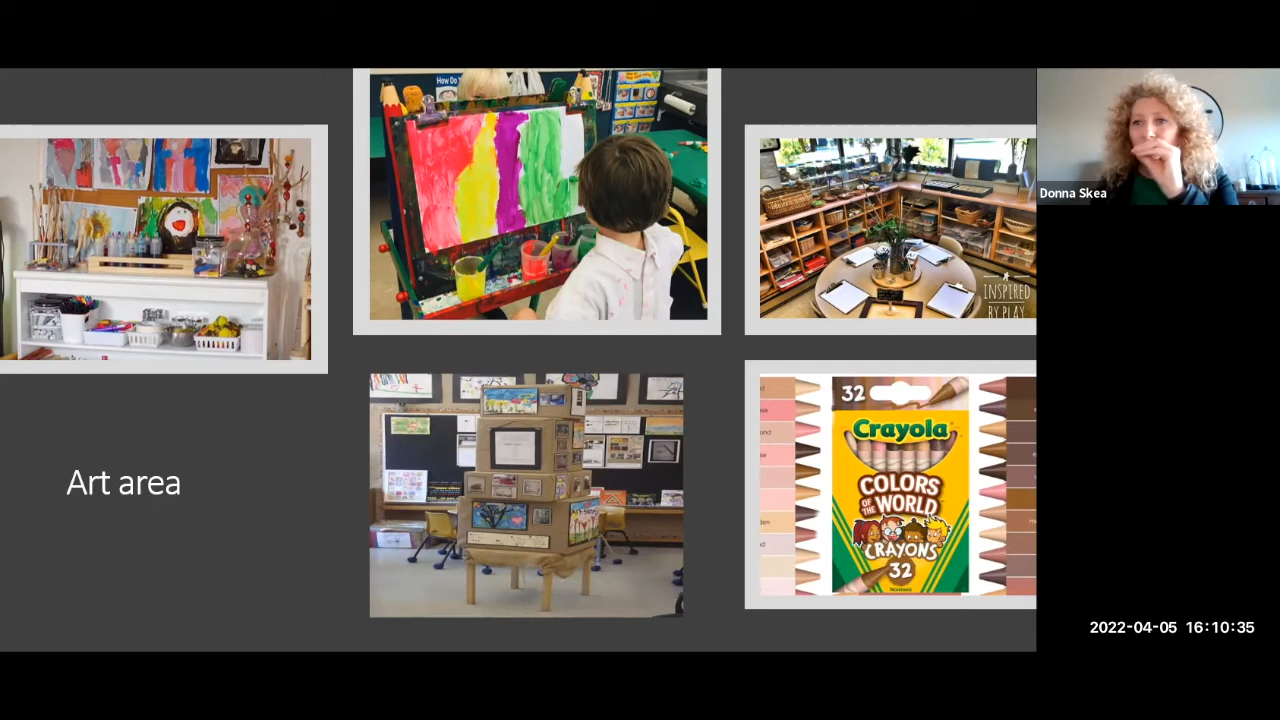 How Do Y
INSPIRED
BY PLAY
Donna Skea
Art area
32
Crayola
COLORS
OF THE WORLD
CRAYONS
32
Nontoxic
2022-04-05 16:10:35